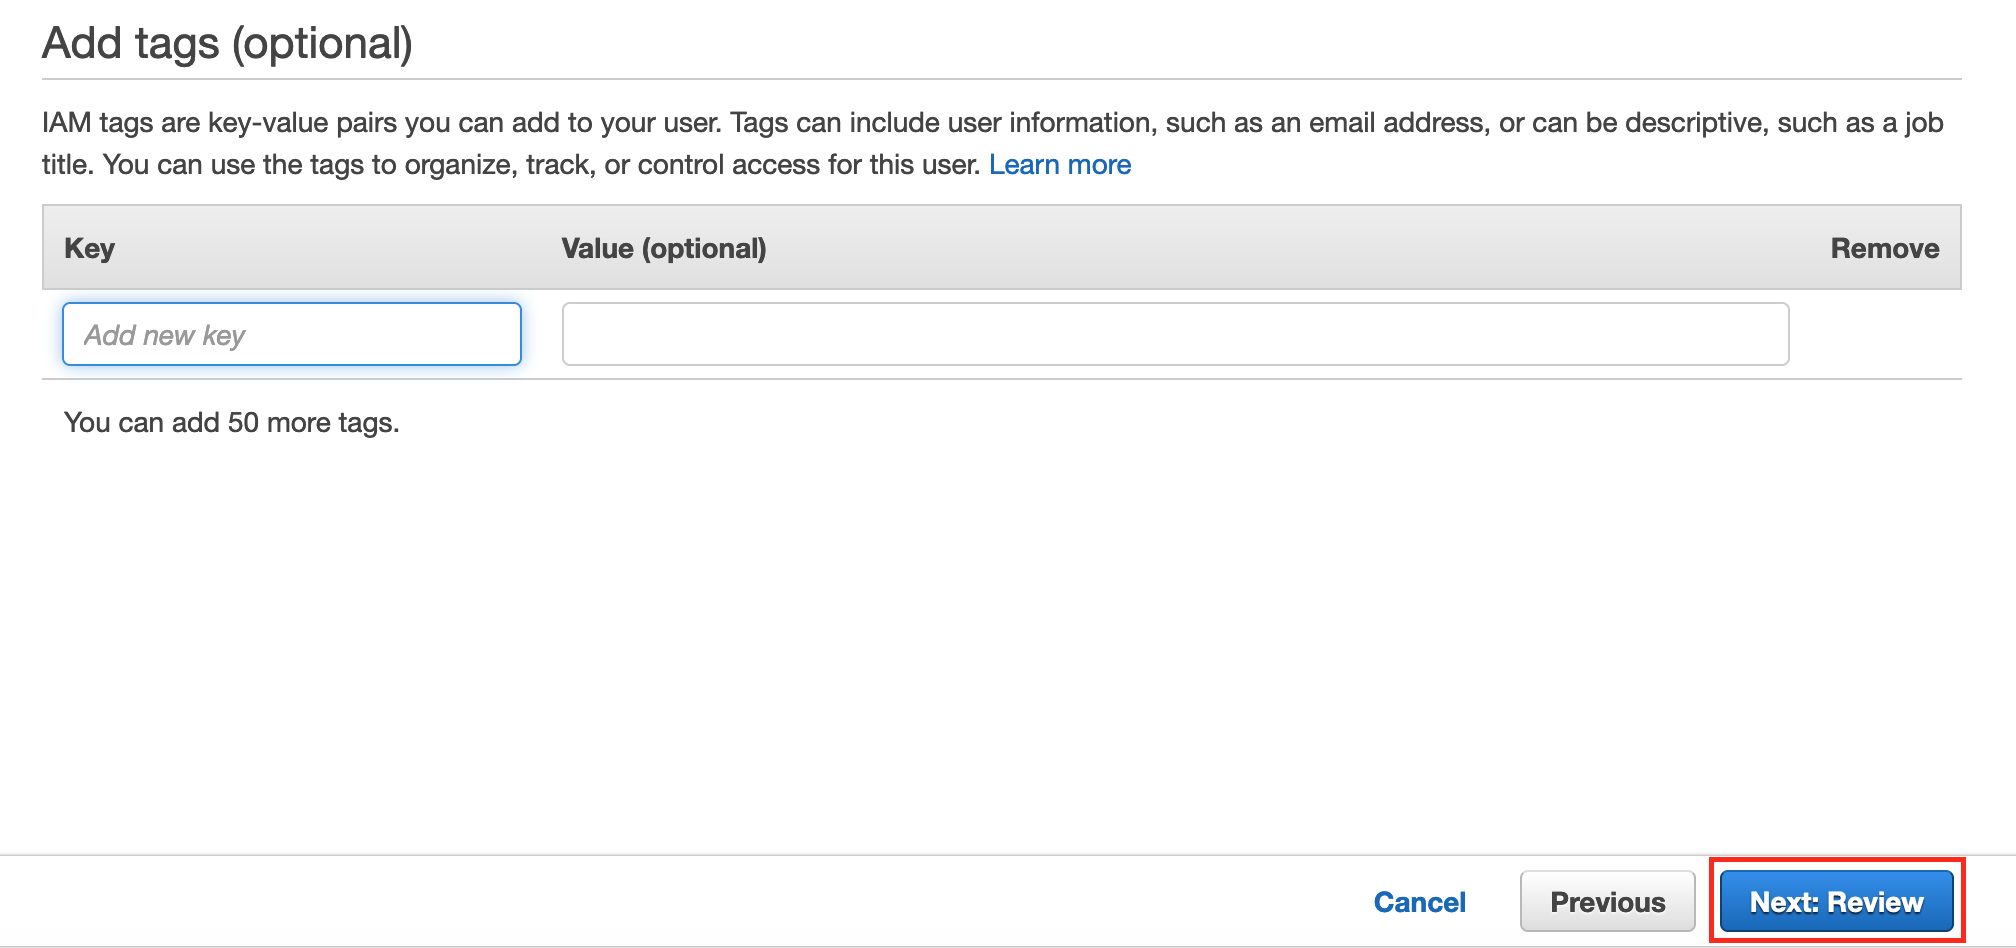 Add tags (optional)
IAM tags are key-value pairs you can add to your user. Tags can include user information, such as an email address, or can be descriptive, such as a job
title. You can use the tags to organize, track, or control access for this user. Learn more
Key Value (optional) Remove
Add new key
You can add 50 more tags.
Cancel Previous Next: Review